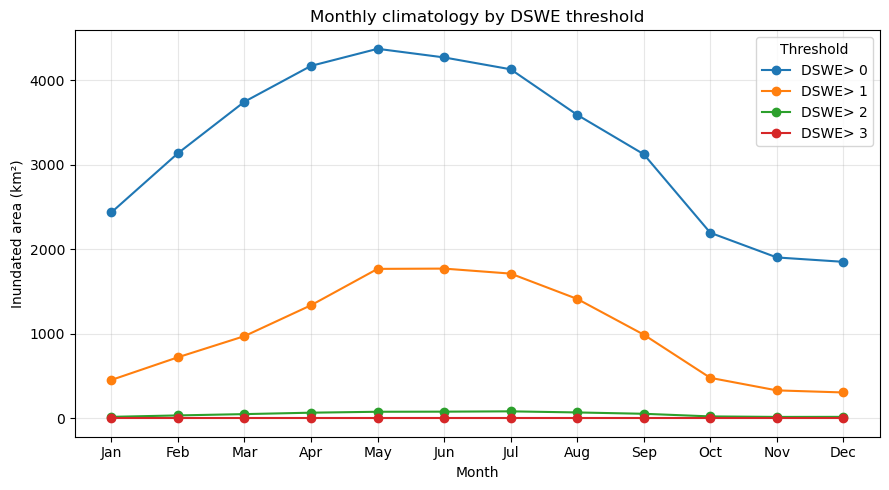 Monthly climatology by DSWE threshold
Threshold
DSWE> 0
DSWE> 1
DSWE> 2
DSWE> 3
Inundated area (km²)
4000
3000
2000
1000
0
Jan Feb Mar Apr May Jun Jul Aug Sep Oct Nov Dec
Month